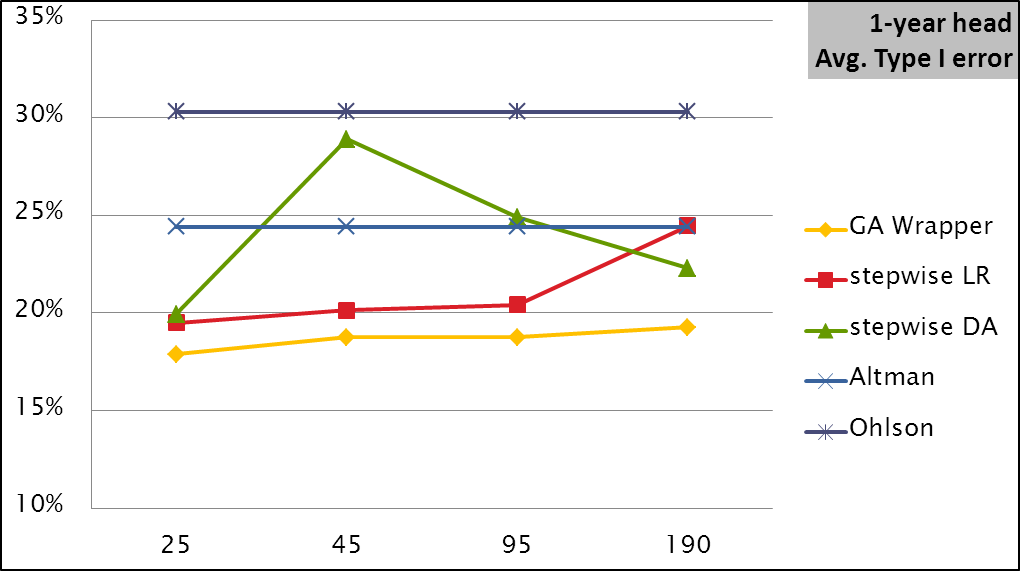 1-year head
Avg. Type I error
35%
30%
25%
20%
15%
10%
25
45
95
190
GA Wrapper
stepwise LR
stepwise DA
Altman
Ohlson